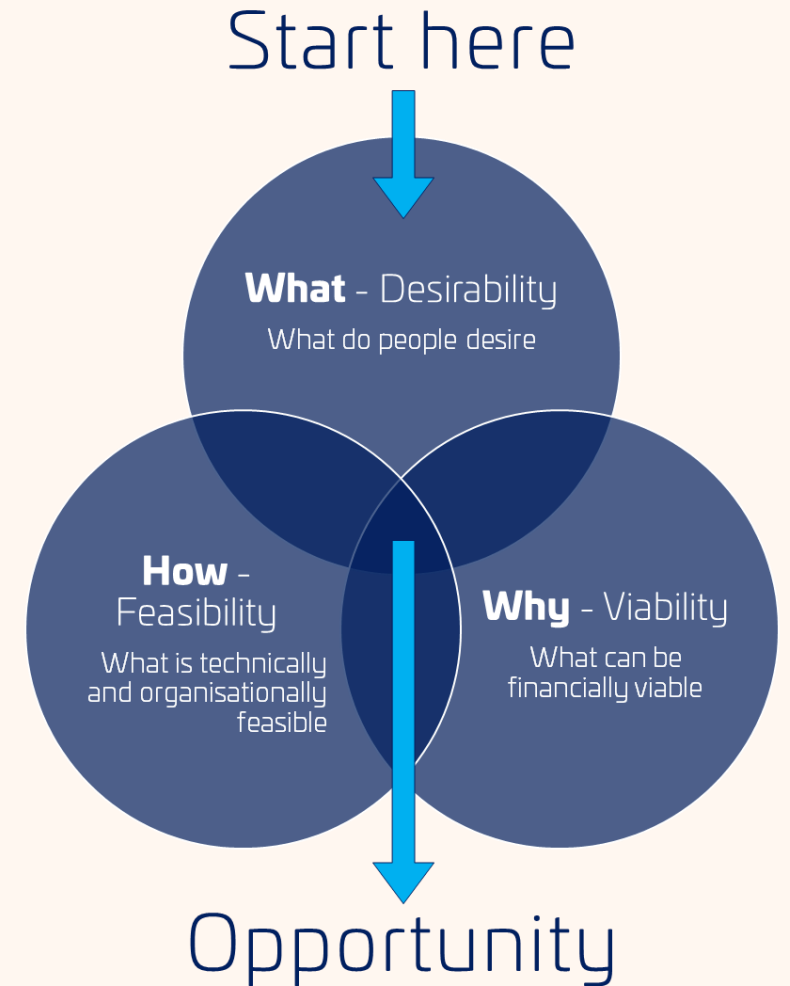 Start here
What - Desirability
What do people desire
How -
Feasibility
What is technically
and organisationally
feasible
Why - Viability
What can be
financially viable
Opportunity